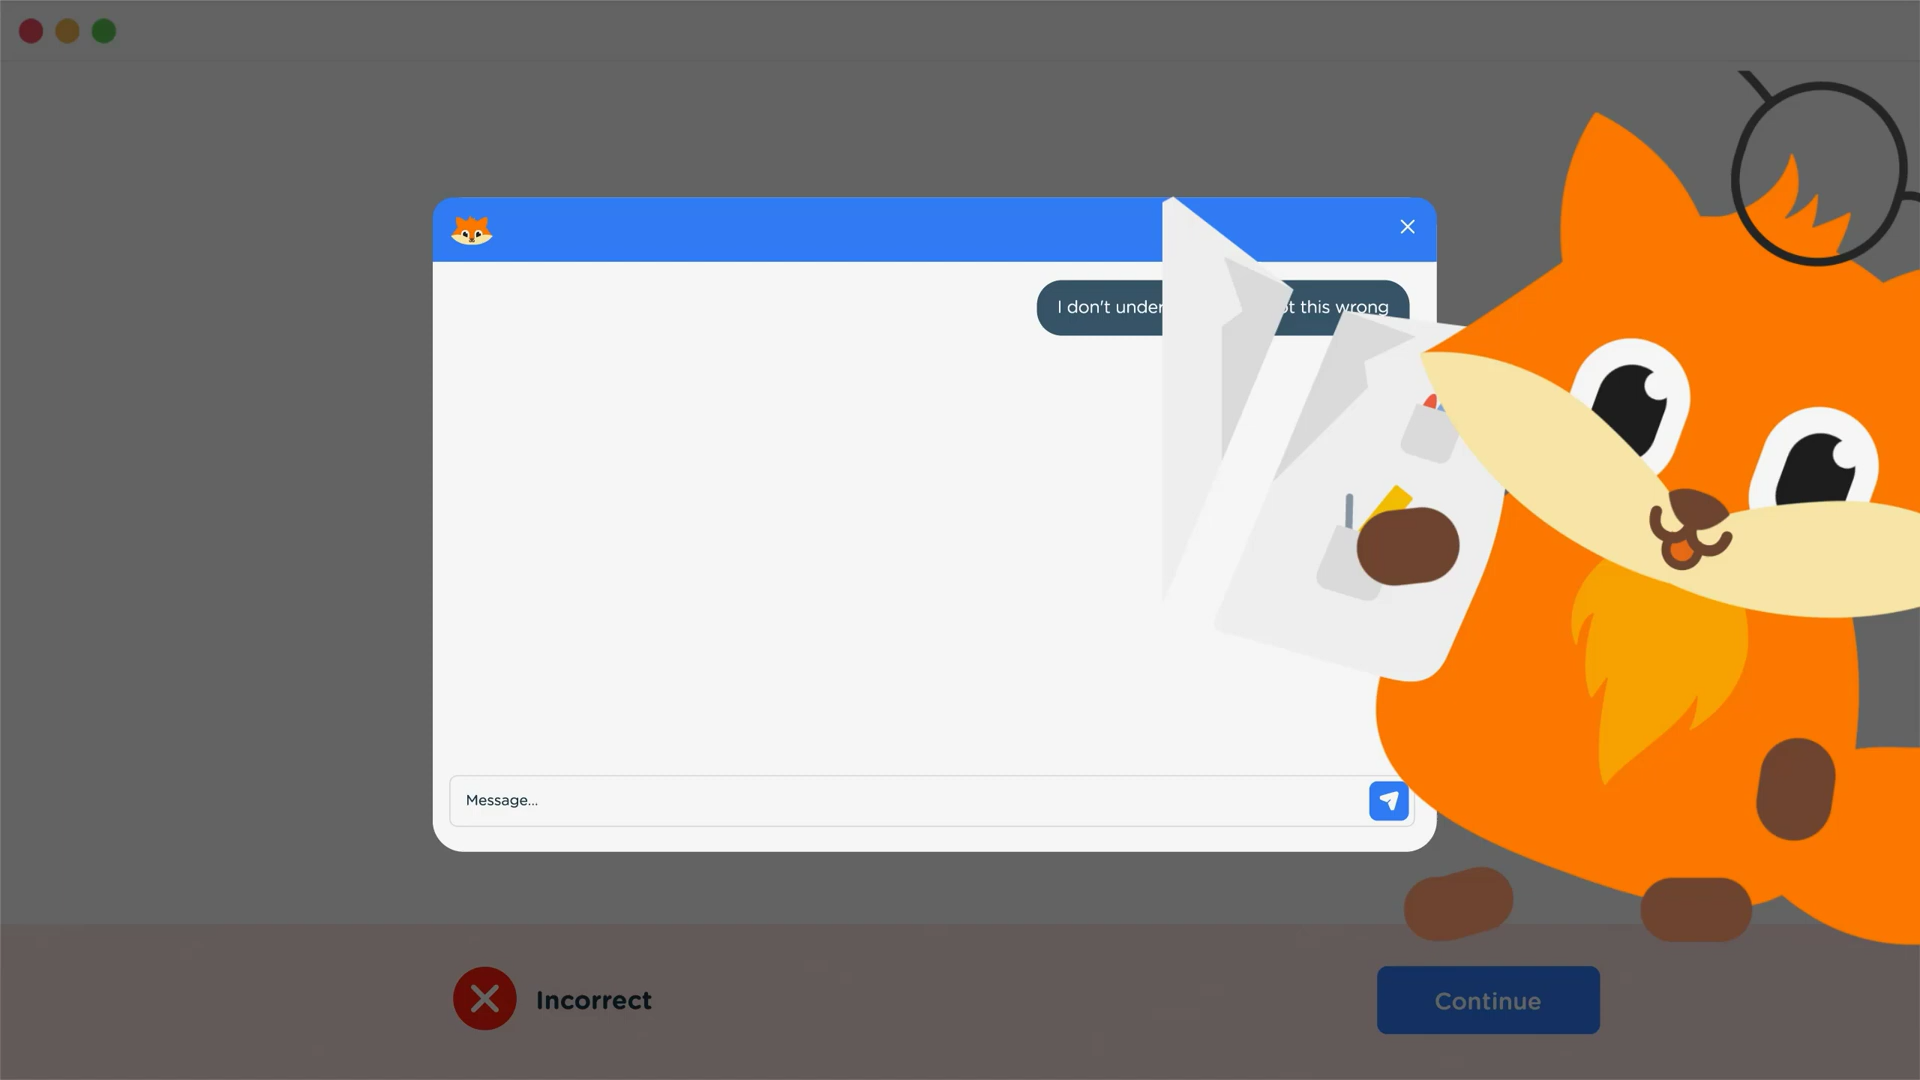 I don't under
t this wrong
Message...
Incorrect
Continue